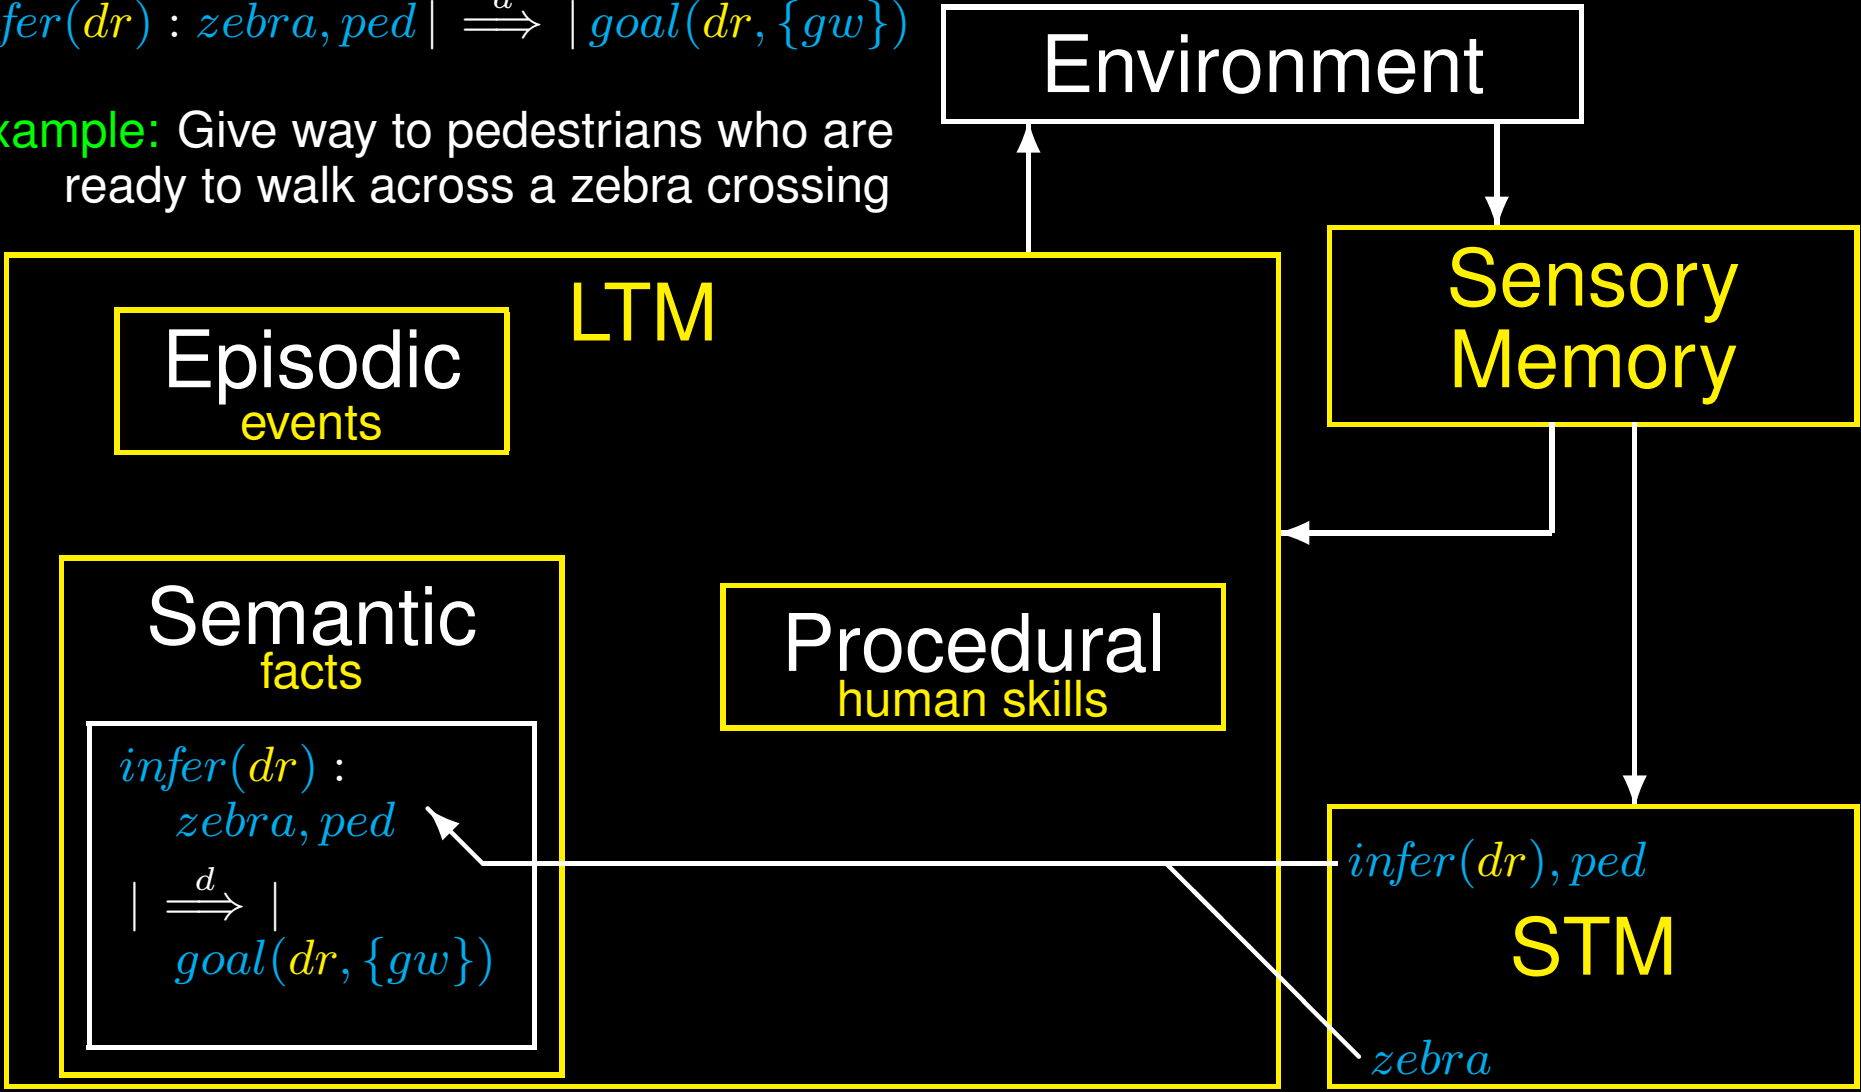 fer(dr) : zebra, ped | ⟹ | goal(dr, {gw})
xample: Give way to pedestrians who are
ready to walk across a zebra crossing
Environment
Sensory
Memory
LTM
Episodic
events
Semantic
facts
Procedural
human skills
infer(dr) :
zebra, ped
| d⟹ |
goal(dr, {gw})
infer(dr), ped
STM
zebra